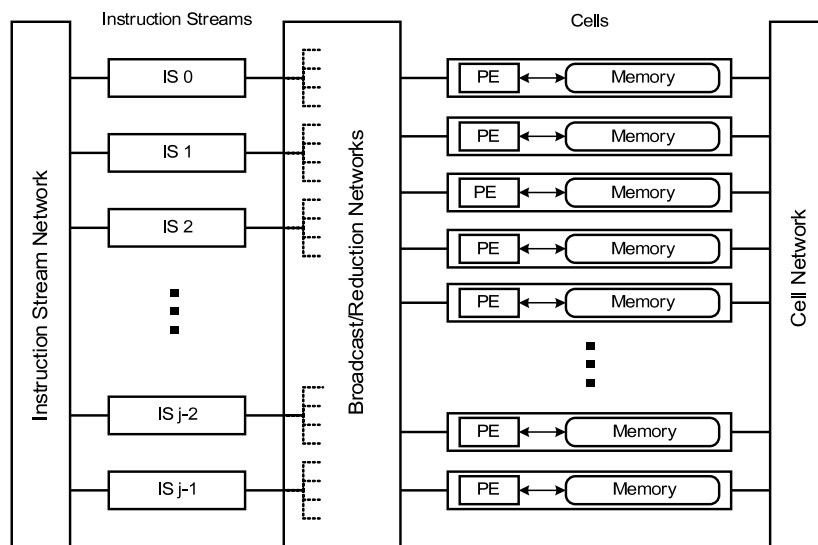 Instruction Streams
Cells
Instruction Stream Network
IS 0
IS 1
IS 2
IS j-2
IS j-1
Broadcast/Reduction Networks
PE Memory
PE Memory
PE Memory
PE Memory
PE Memory
PE Memory
PE Memory
Cell Network